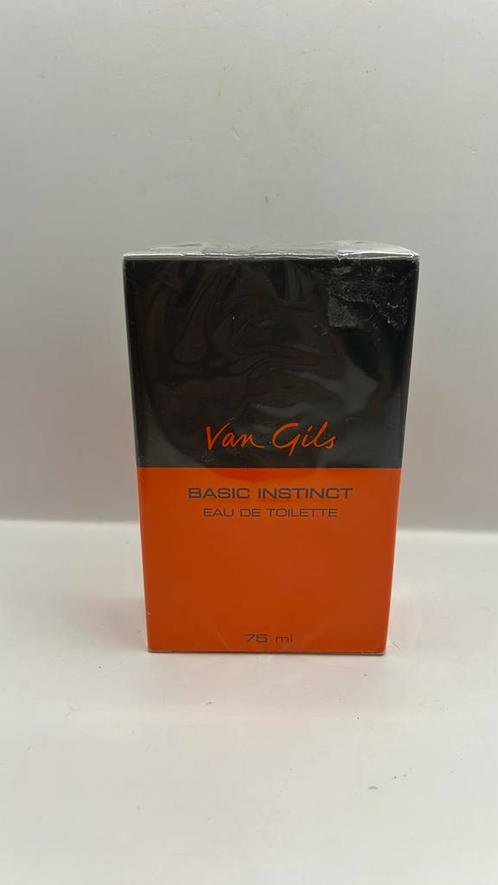 Van Gils
BASIC INSTINCT
EAU DE TOILETTE
75 ml